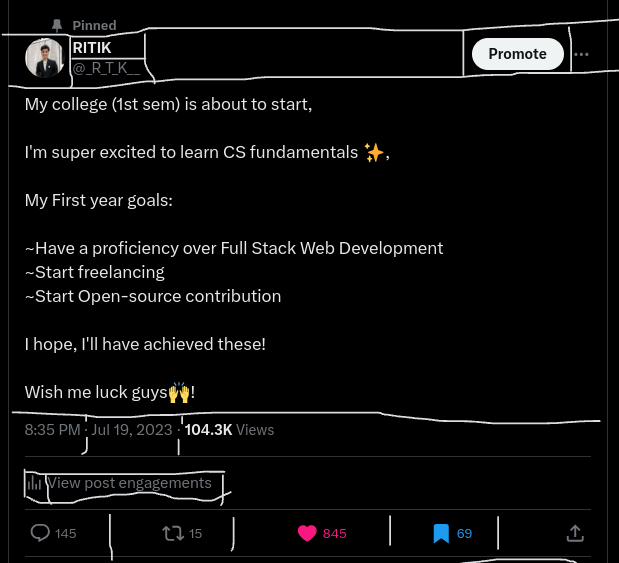 Pinned
RITIK
Promote
@_R_T_K__
My college (1st sem) is about to start,
I'm super excited to learn CS fundamentals ✨,
My First year goals:
~Have a proficiency over Full Stack Web Development
~Start freelancing
~Start Open-source contribution
I hope, I'll have achieved these!
Wish me luck guys🙌!
8:35 PM · Jul 19, 2023 · 104.3K Views
View post engagements
145 15 845 69